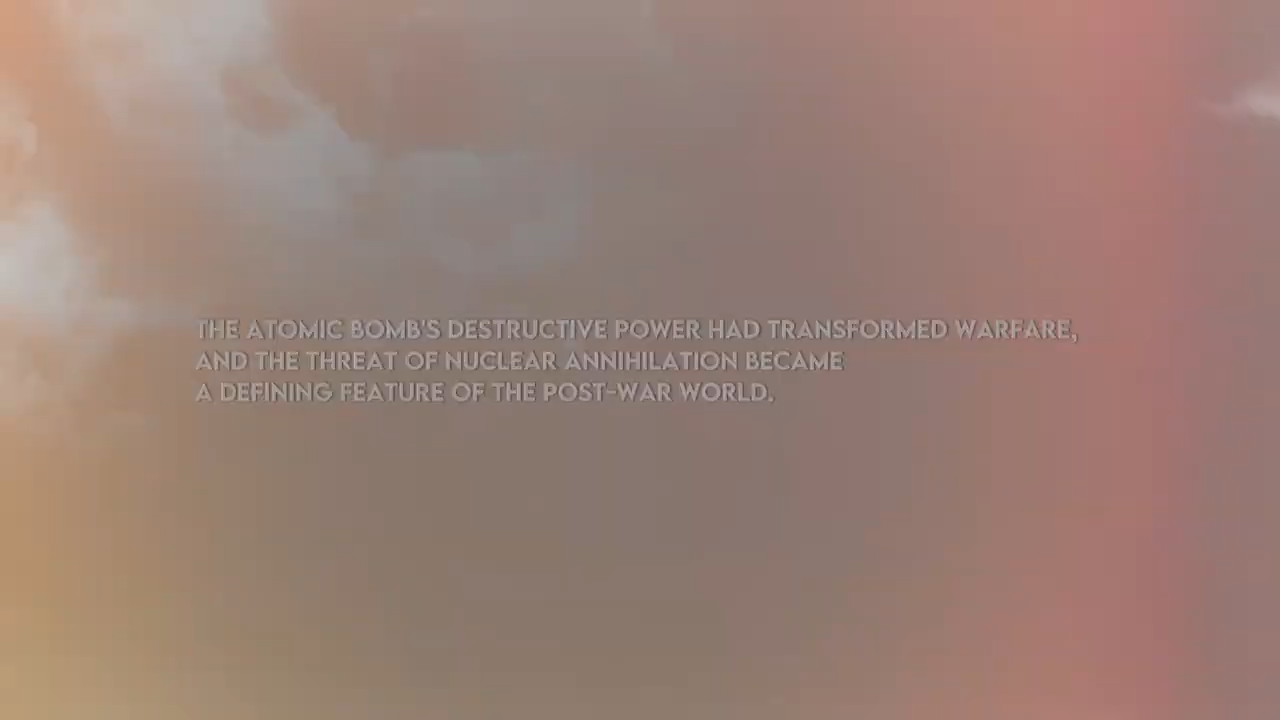 THE ATOMIC BOMB'S DESTRUCTIVE POWER HAD TRANSFORMED WARFARE,
AND THE THREAT OF NUCLEAR ANNIHILATION BECAME
A DEFINING FEATURE OF THE POST-WAR WORLD.